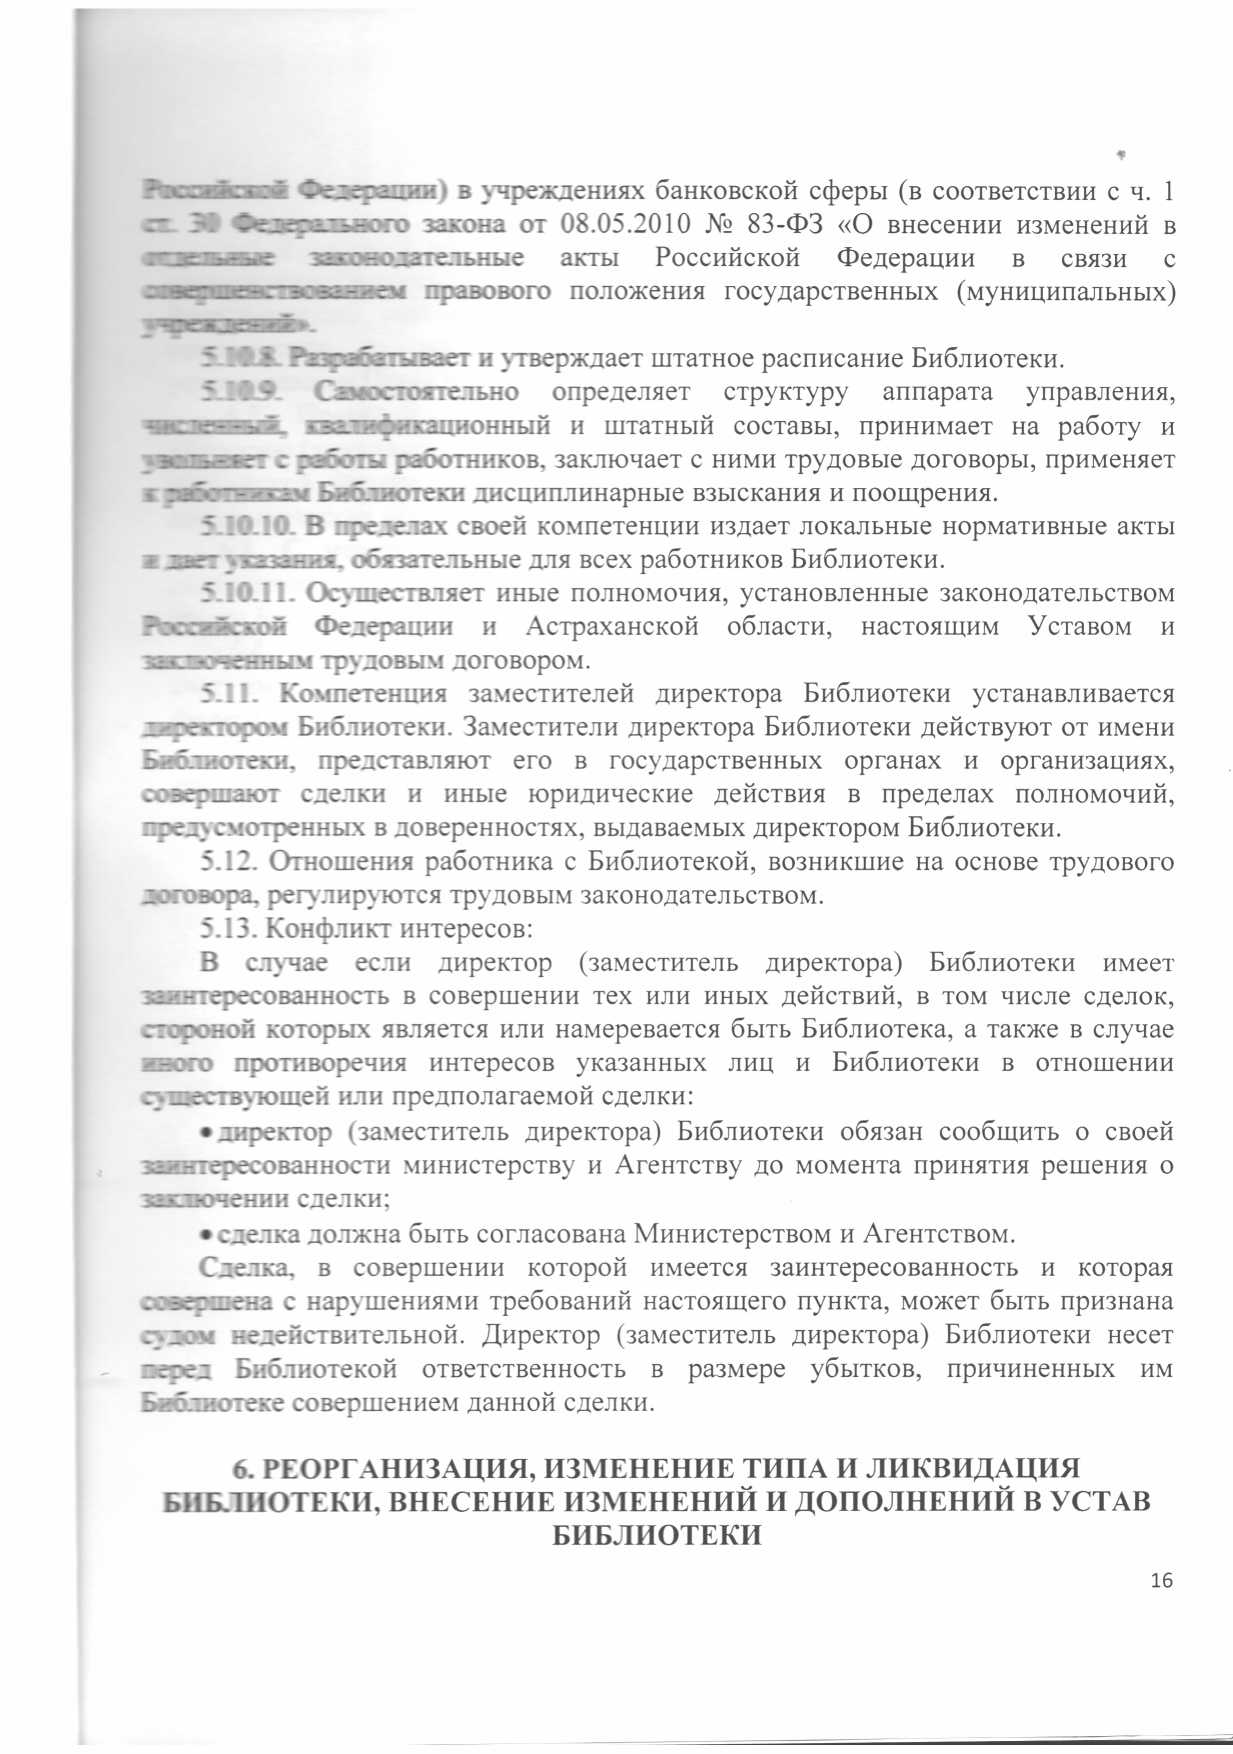 Российской Федерации) в учреждениях банковской сферы (в соответствии с ч. 1
ст. 30 Федерального закона от 08.05.2010 № 83-ФЗ «О внесении изменений в
отдельные законодательные акты Российской Федерации в связи с
совершенствованием правового положения государственных (муниципальных)
учреждений».
5.10.8. Разрабатывает и утверждает штатное расписание Библиотеки.
5.10.9. Самостоятельно определяет структуру аппарата управления,
численный, квалификационный и штатный составы, принимает на работу и
увольняет с работы работников, заключает с ними трудовые договоры, применяет
к работникам Библиотеки дисциплинарные взыскания и поощрения.
5.10.10. В пределах своей компетенции издает локальные нормативные акты
и дает указания, обязательные для всех работников Библиотеки.
5.10.11. Осуществляет иные полномочия, установленные законодательством
Российской Федерации и Астраханской области, настоящим Уставом и
заключенным трудовым договором.
5.11. Компетенция заместителей директора Библиотеки устанавливается
директором Библиотеки. Заместители директора Библиотеки действуют от имени
Библиотеки, представляют его в государственных органах и организациях,
совершают сделки и иные юридические действия в пределах полномочий,
предусмотренных в доверенностях, выдаваемых директором Библиотеки.
5.12. Отношения работника с Библиотекой, возникшие на основе трудового
договора, регулируются трудовым законодательством.
5.13. Конфликт интересов:
В случае если директор (заместитель директора) Библиотеки имеет
заинтересованность в совершении тех или иных действий, в том числе сделок,
стороной которых является или намеревается быть Библиотека, а также в случае
иного противоречия интересов указанных лиц и Библиотеки в отношении
существующей или предполагаемой сделки:
• директор (заместитель директора) Библиотеки обязан сообщить о своей
заинтересованности министерству и Агентству до момента принятия решения о
заключении сделки;
• сделка должна быть согласована Министерством и Агентством.
Сделка, в совершении которой имеется заинтересованность и которая
совершена с нарушениями требований настоящего пункта, может быть признана
судом недействительной. Директор (заместитель директора) Библиотеки несет
перед Библиотекой ответственность в размере убытков, причиненных им
Библиотеке совершением данной сделки.
6. РЕОРГАНИЗАЦИЯ, ИЗМЕНЕНИЕ ТИПА И ЛИКВИДАЦИЯ
БИБЛИОТЕКИ, ВНЕСЕНИЕ ИЗМЕНЕНИЙ И ДОПОЛНЕНИЙ В УСТАВ
БИБЛИОТЕКИ
16